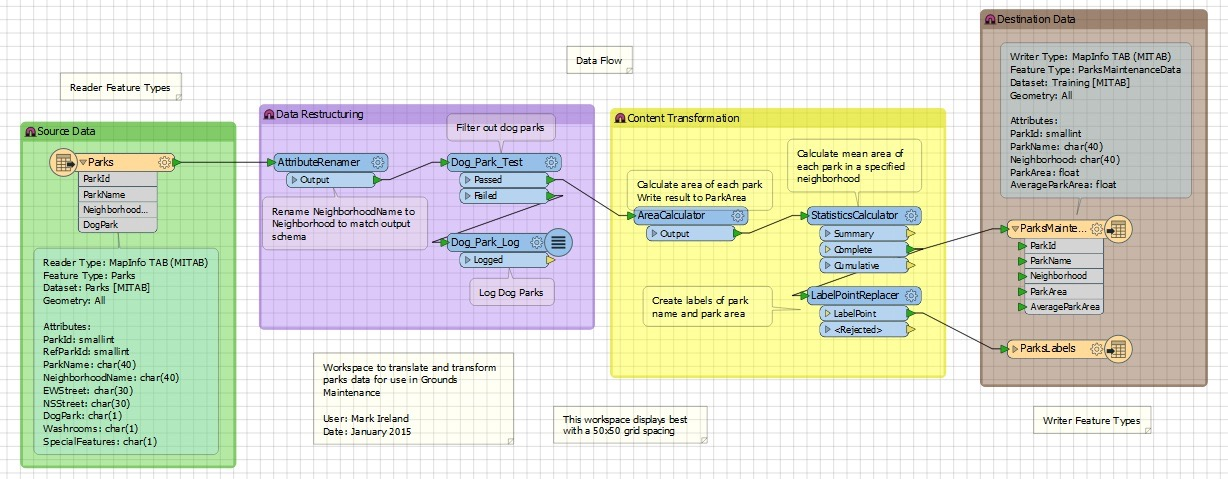 Reader Feature Types
Source Data
Parks
ParkId
ParkName
Neighborhood...
DogPark
Reader Type: MapInfo TAB (MITAB)
Feature Type: Parks
Dataset: Parks [MITAB]
Geometry: All
Attributes:
ParkId: smallint
RefParkId: smallint
ParkName: char(40)
NeighborhoodName: char(40)
EWStreet: char(30)
NSStreet: char(30)
DogPark: char(1)
Washrooms: char(1)
SpecialFeatures: char(1)
Data Restructuring
Filter out dog parks
AttributeRenamer
Output
Rename NeighborhoodName to
Neighborhood to match output
schema
Dog_Park_Test
Passed
Failed
Dog_Park_Log
Logged
Log Dog Parks
Workspace to translate and transform
parks data for use in Grounds
Maintenance
User: Mark Ireland
Date: January 2015
Data Flow
Content Transformation
Calculate mean area of
each park in a specified
neighborhood
Calculate area of each park
Write result to ParkArea
AreaCalculator
Output
StatisticsCalculator
Summary
Complete
Cumulative
Create labels of park
name and park area
LabelPointReplacer
LabelPoint
<Rejected>
This workspace displays best
with a 50x50 grid spacing
Destination Data
Writer Type: MapInfo TAB (MITAB)
Feature Type: ParksMaintenanceData
Dataset: Training [MITAB]
Geometry: All
Attributes:
ParkId: smallint
ParkName: char(40)
Neighborhood: char(40)
ParkArea: float
AverageParkArea: float
ParksMainte...
ParkId
ParkName
Neighborhood
ParkArea
AverageParkArea
ParksLabels
Writer Feature Types